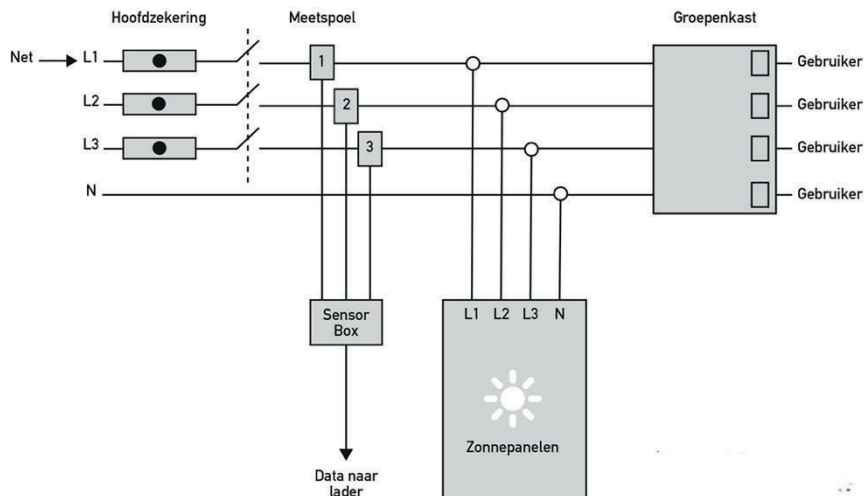 Hoofdzekering
Meetspoel
Groepenkast
Net
L1
1
Gebruiker
L2
2
Gebruiker
L3
3
Gebruiker
N
Gebruiker
Sensor
Box
L1 L2 L3 N
Zonnepanelen
Data naar
lader